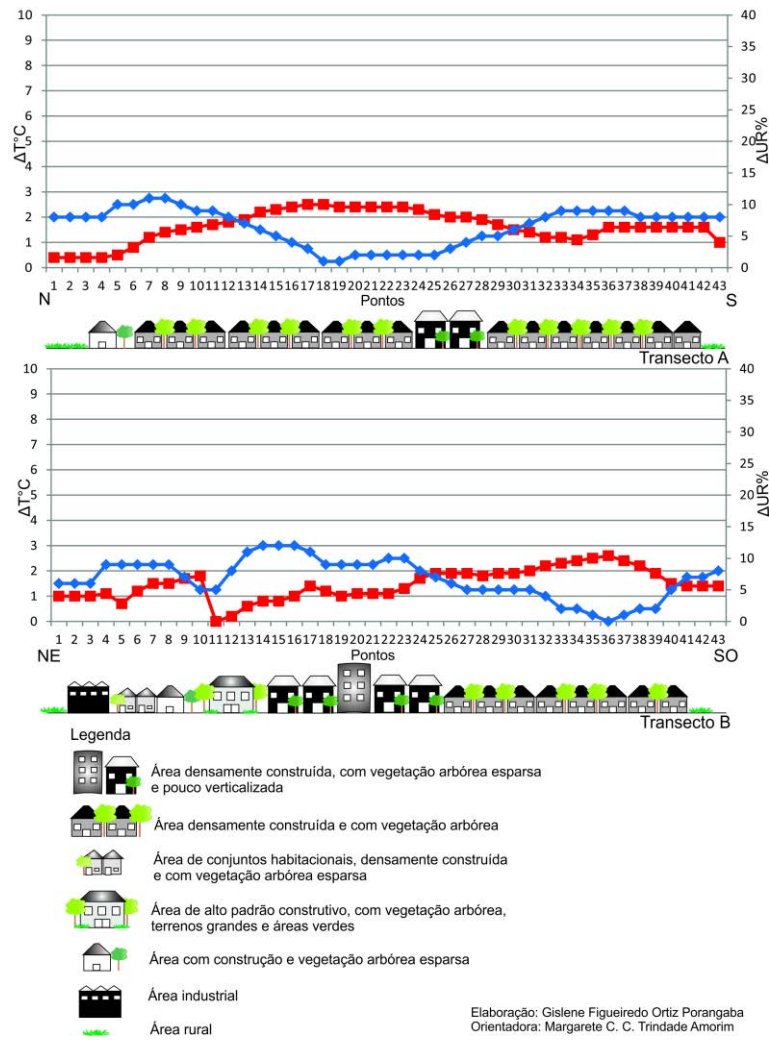 10
9
8
7
6
5
4
3
2
1
0
ΔT°C
40
35
30
25
20
15
10
5
0
ΔUR%
1 2 3 4 5 6 7 8 9 10 11 12 13 14 15 16 17 18 19 20 21 22 23 24 25 26 27 28 29 30 31 32 33 34 35 36 37 38 39 40 41 42 43
N Pontos S
Transecto A
10
9
8
7
6
5
4
3
2
1
0
ΔT°C
40
35
30
25
20
15
10
5
0
ΔUR%
1 2 3 4 5 6 7 8 9 10 11 12 13 14 15 16 17 18 19 20 21 22 23 24 25 26 27 28 29 30 31 32 33 34 35 36 37 38 39 40 41 42 43
NE Pontos SO
Transecto B
Legenda
Área densamente construída, com vegetação arbórea esparsa
e pouco verticalizada
Área densamente construída e com vegetação arbórea
Área de conjuntos habitacionais, densamente construída
e com vegetação arbórea esparsa
Área de alto padrão construtivo, com vegetação arbórea,
terrenos grandes e áreas verdes
Área com construção e vegetação arbórea esparsa
Área industrial
Área rural
Elaboração: Gislene Figueiredo Ortiz Porangaba
Orientadora: Margarete C. C. Trindade Amorim